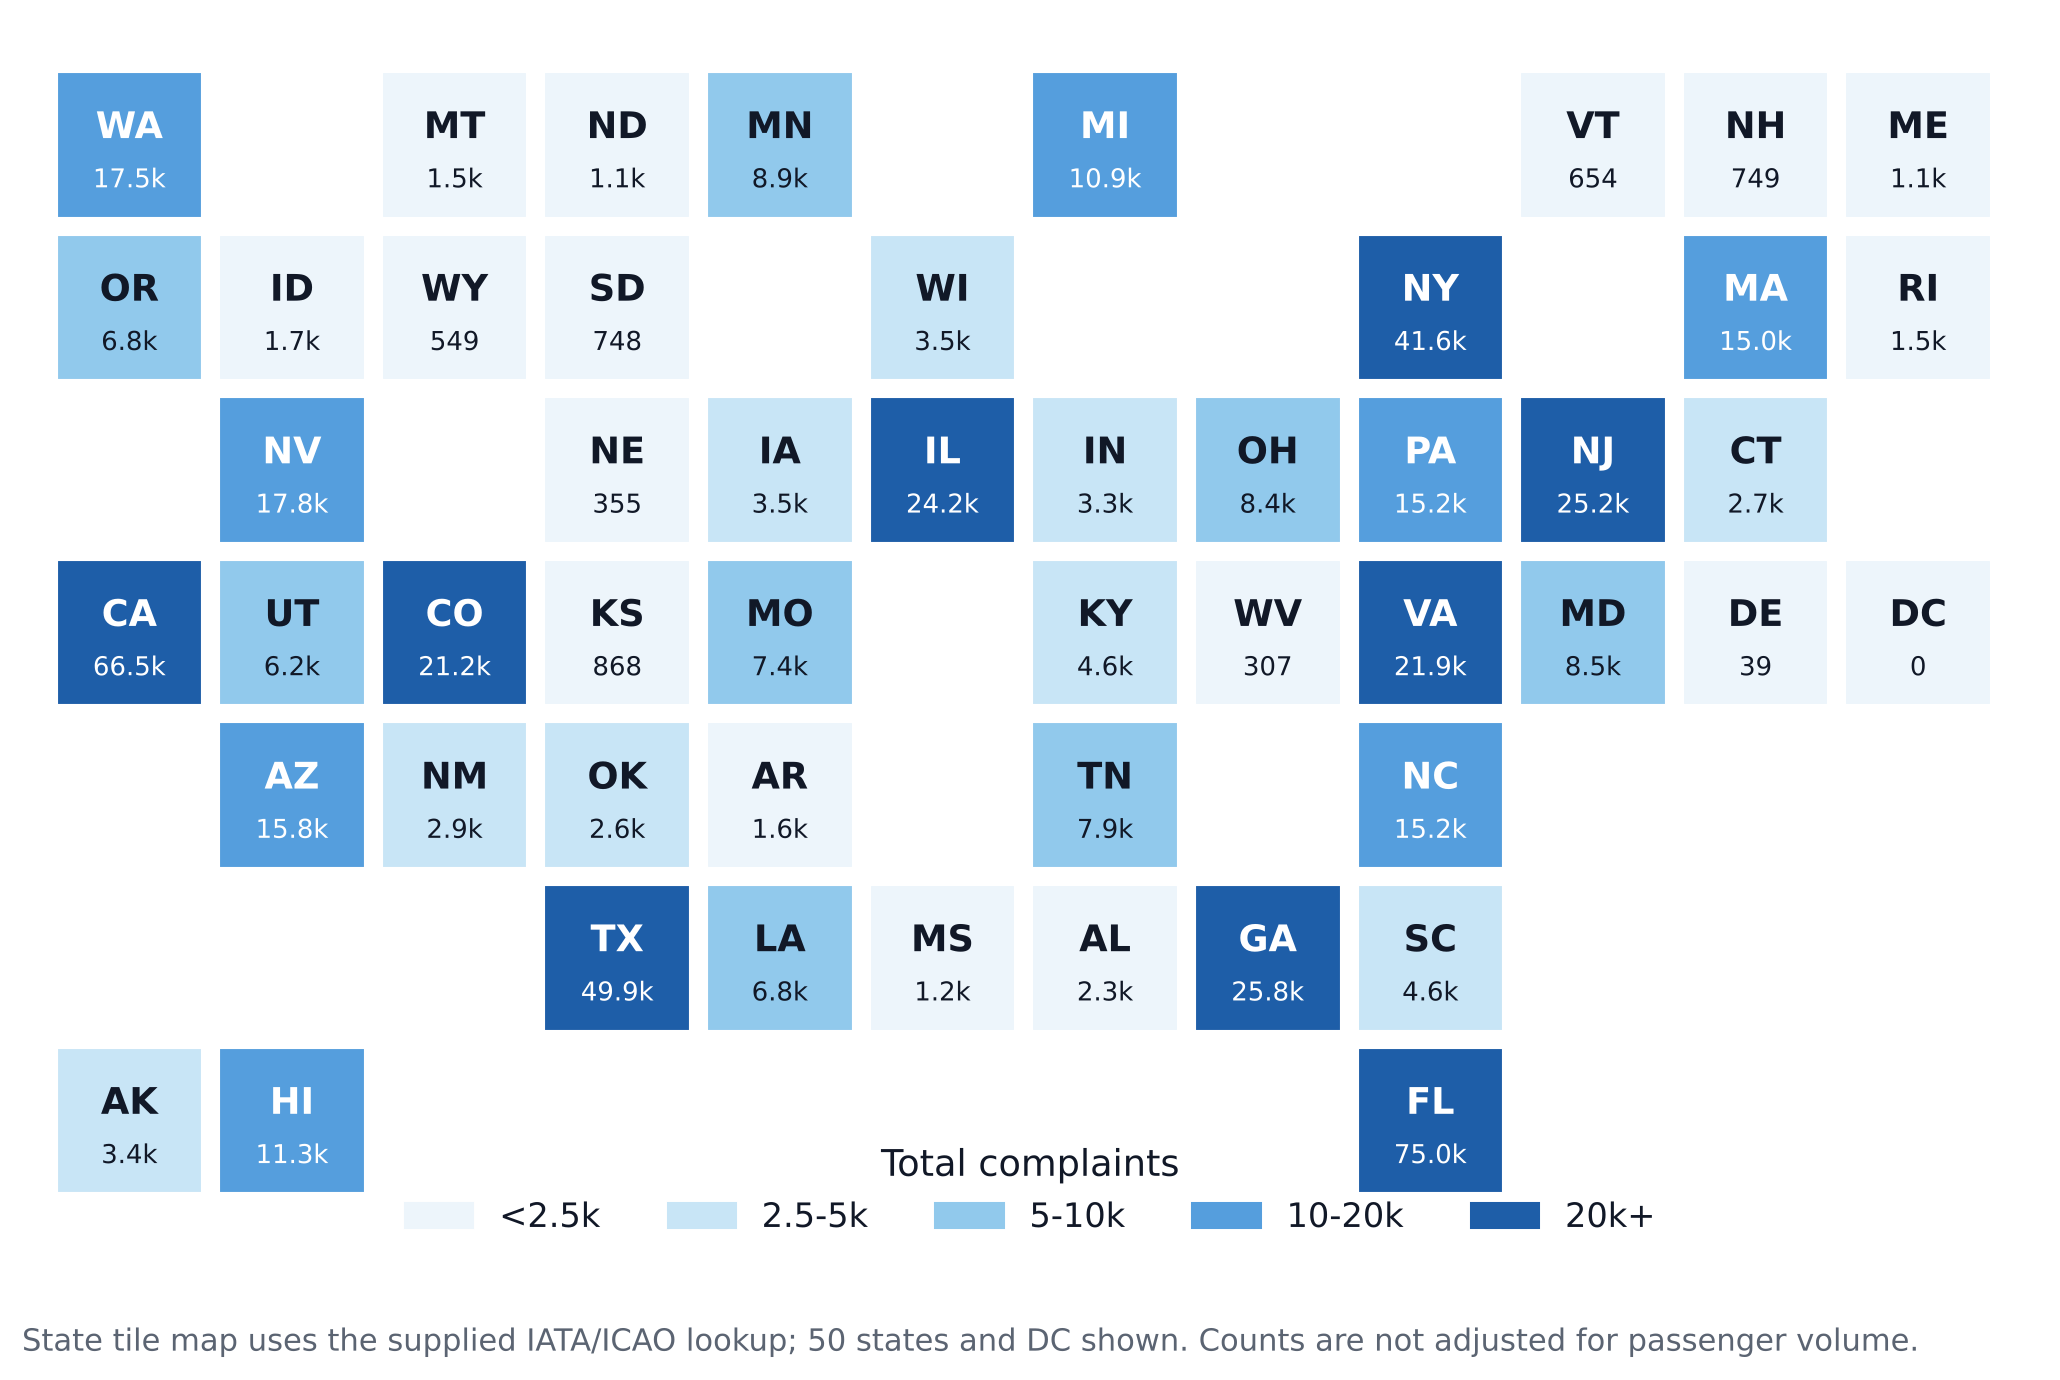 WA MT ND MN MI VT NH ME
17.5k 1.5k 1.1k 8.9k 10.9k 654 749 1.1k
OR ID WY SD WI NY MA RI
6.8k 1.7k 549 748 3.5k 41.6k 15.0k 1.5k
NV NE IA IL IN OH PA NJ CT
17.8k 355 3.5k 24.2k 3.3k 8.4k 15.2k 25.2k 2.7k
CA UT CO KS MO KY WV VA MD DE DC
66.5k 6.2k 21.2k 868 7.4k 4.6k 307 21.9k 8.5k 39 0
AZ NM OK AR TN NC
15.8k 2.9k 2.6k 1.6k 7.9k 15.2k
TX LA MS AL GA SC
49.9k 6.8k 1.2k 2.3k 25.8k 4.6k
AK HI FL
3.4k 11.3k 75.0k
Total complaints
<2.5k 2.5-5k 5-10k 10-20k 20k+
State tile map uses the supplied IATA/ICAO lookup; 50 states and DC shown. Counts are not adjusted for passenger volume.